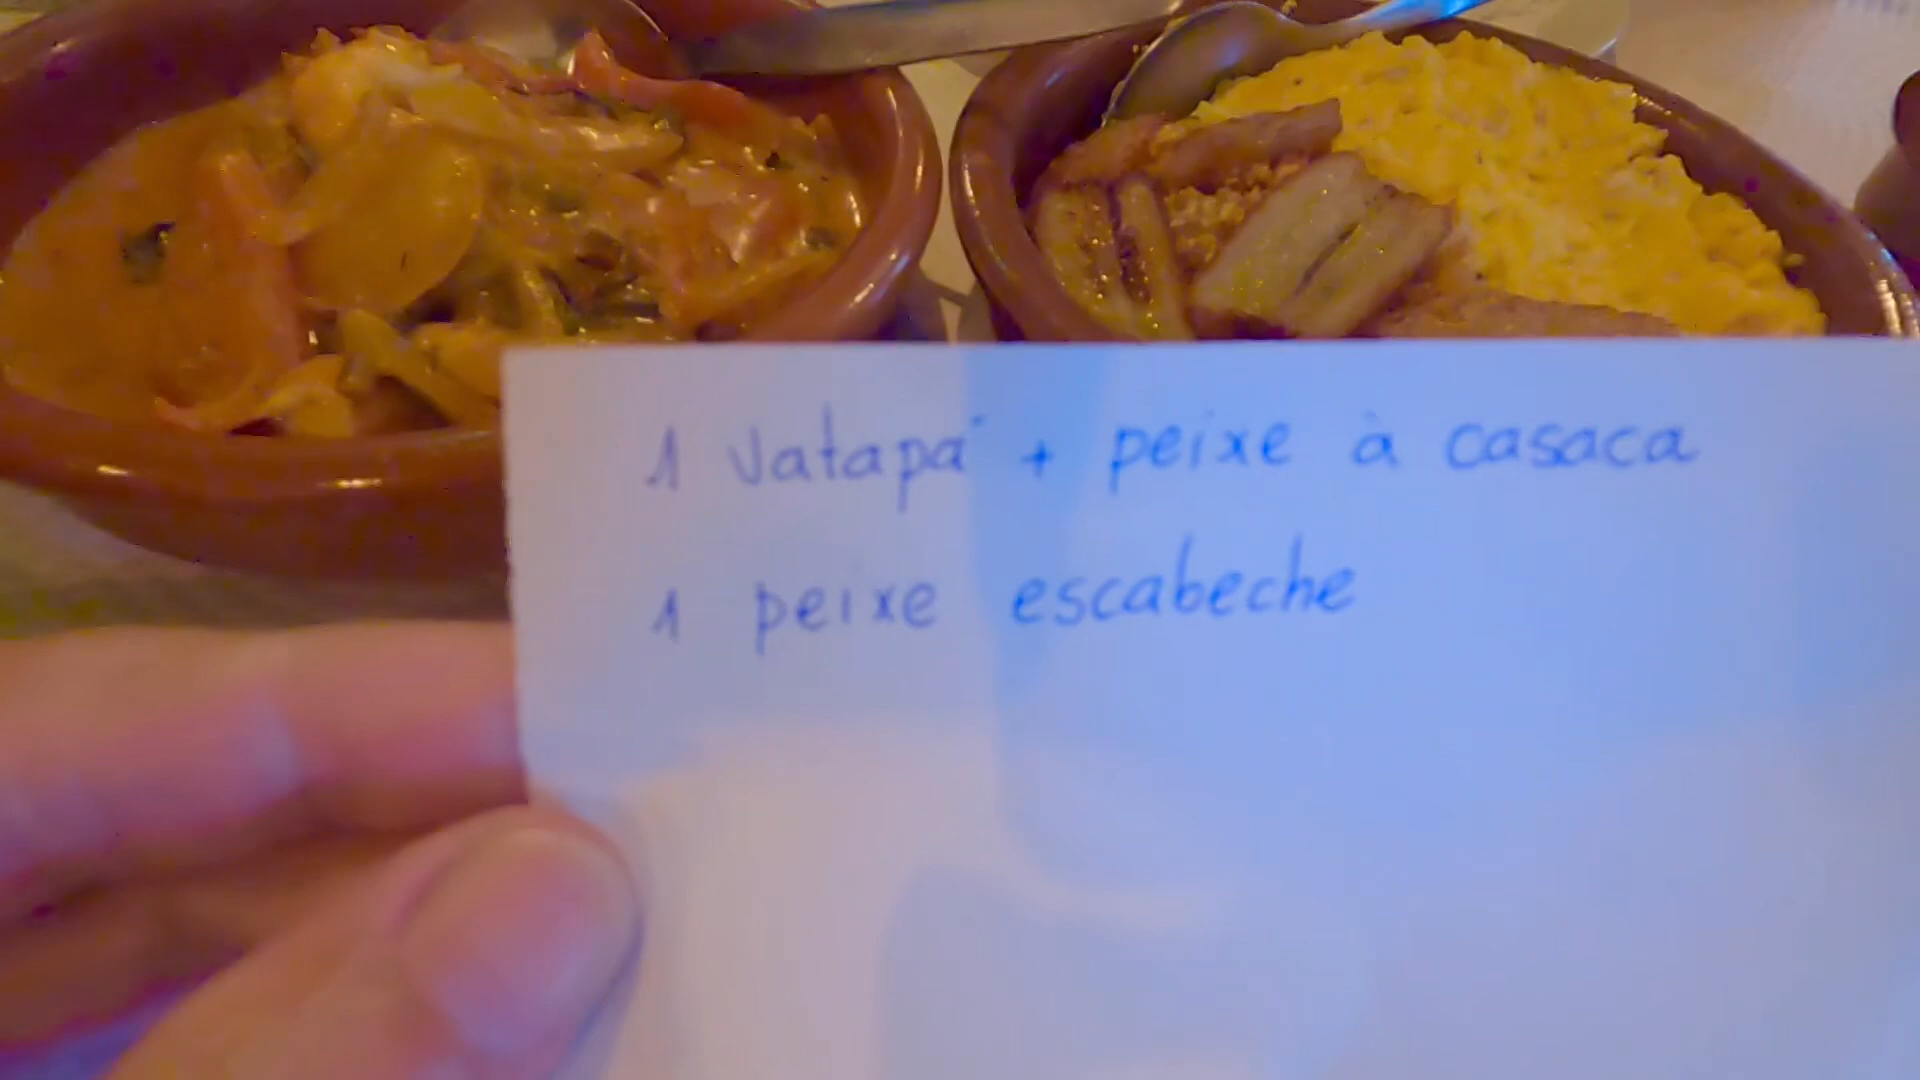 1 vatapá + peixe à casaca
1 peixe escabeche